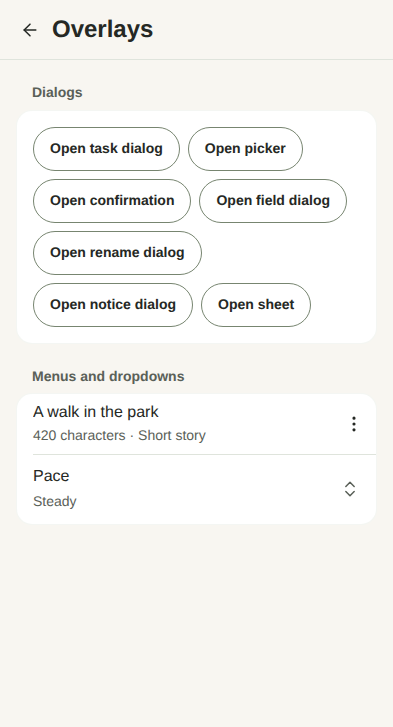 Overlays
Dialogs
Open task dialog
Open picker
Open confirmation
Open field dialog
Open rename dialog
Open notice dialog
Open sheet
Menus and dropdowns
A walk in the park
420 characters · Short story
Pace
Steady